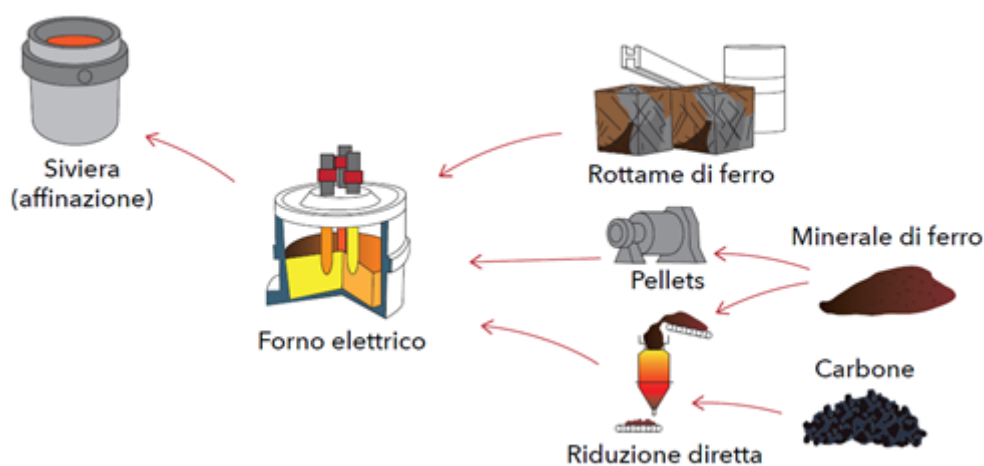 Siviera
(affinazione)
Forno elettrico
Rottame di ferro
Pellets
Minerale di ferro
Carbone
Riduzione diretta